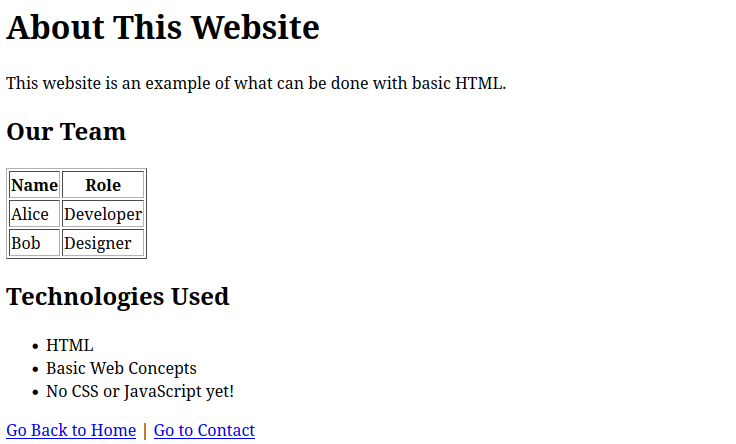 About This Website
This website is an example of what can be done with basic HTML.
Our Team
Name Role
Alice Developer
Bob Designer
Technologies Used
• HTML
• Basic Web Concepts
• No CSS or JavaScript yet!
Go Back to Home | Go to Contact